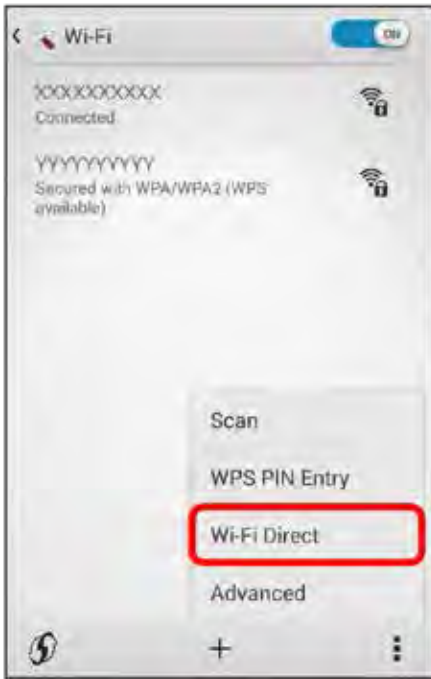 Wi-Fi
ON
XXXXXXXXXX
Connected
YYYYYYYYYY
Secured with WPA/WPA2 (WPS
available)
Scan
WPS PIN Entry
Wi-Fi Direct
Advanced